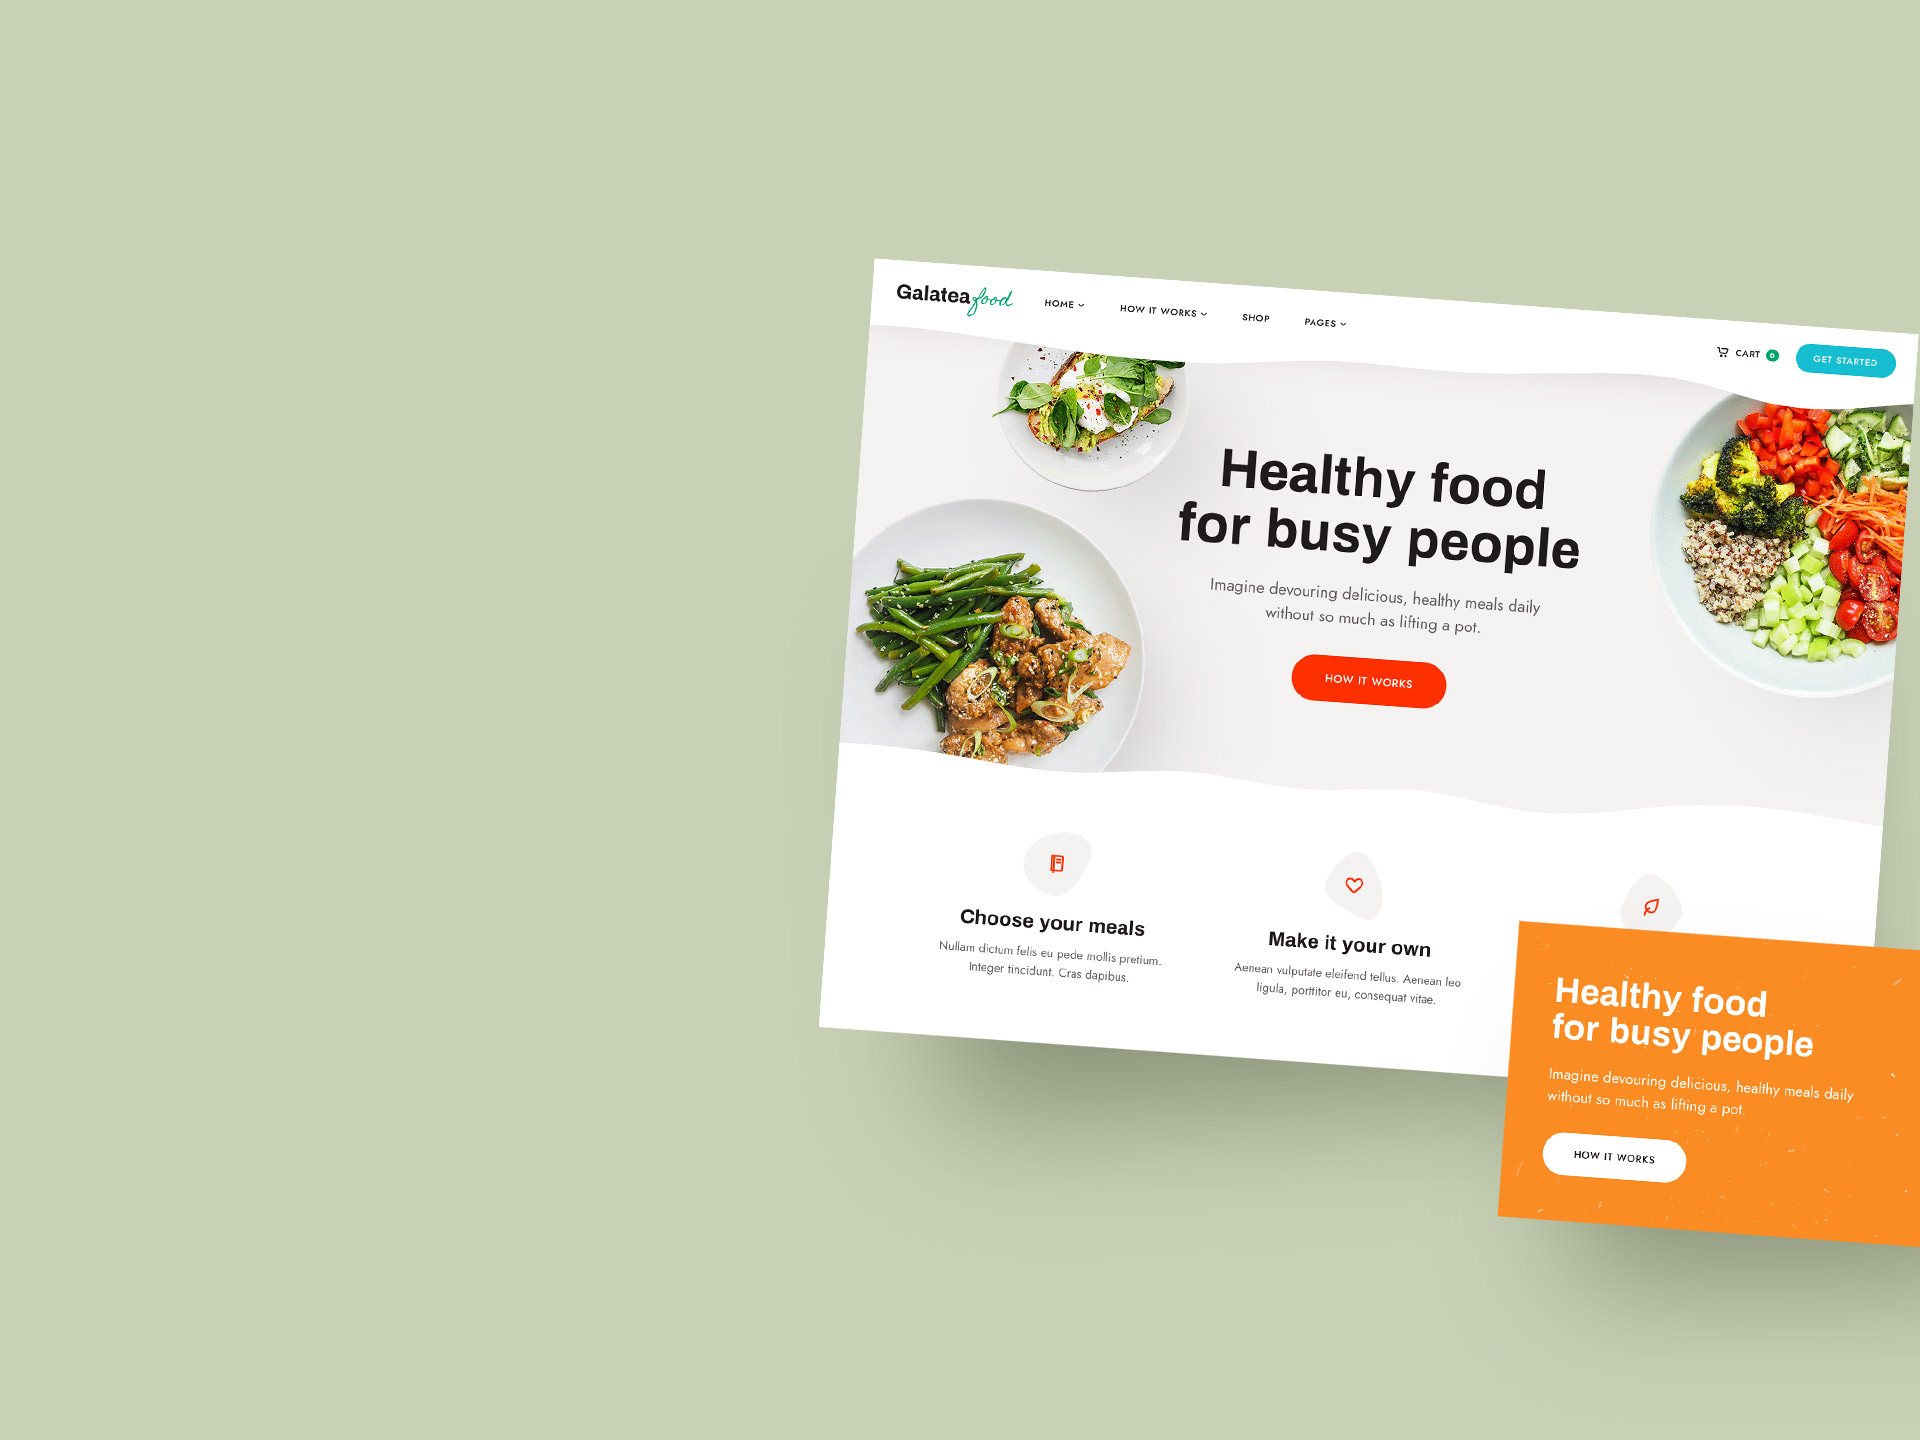 Galatea food
HOME
HOW IT WORKS
SHOP
PAGES
CART 0
GET STARTED
Healthy food
for busy people
Imagine devouring delicious, healthy meals daily
without so much as lifting a pot.
HOW IT WORKS
Choose your meals
Nullam dictum felis eu pede mollis pretium.
Integer tincidunt. Cras dapibus.
Make it your own
Aenean vulputate eleifend tellus. Aenean leo
ligula, porttitor eu, consequat vitae.
Healthy food
for busy people
Imagine devouring delicious, healthy meals daily
without so much as lifting a pot.
HOW IT WORKS